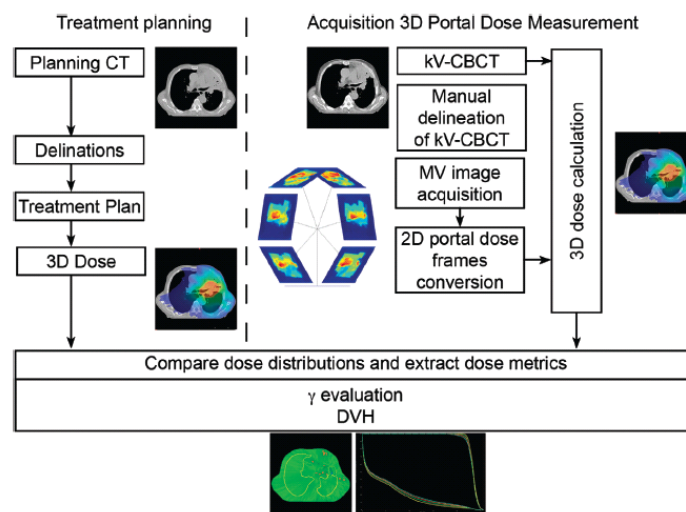 Treatment planning
Acquisition 3D Portal Dose Measurement
Planning CT
Delinations
Treatment Plan
3D Dose
kV-CBCT
Manual
delineation
of kV-CBCT
MV image
acquisition
2D portal dose
frames
conversion
3D dose calculation
Compare dose distributions and extract dose metrics
γ evaluation
DVH